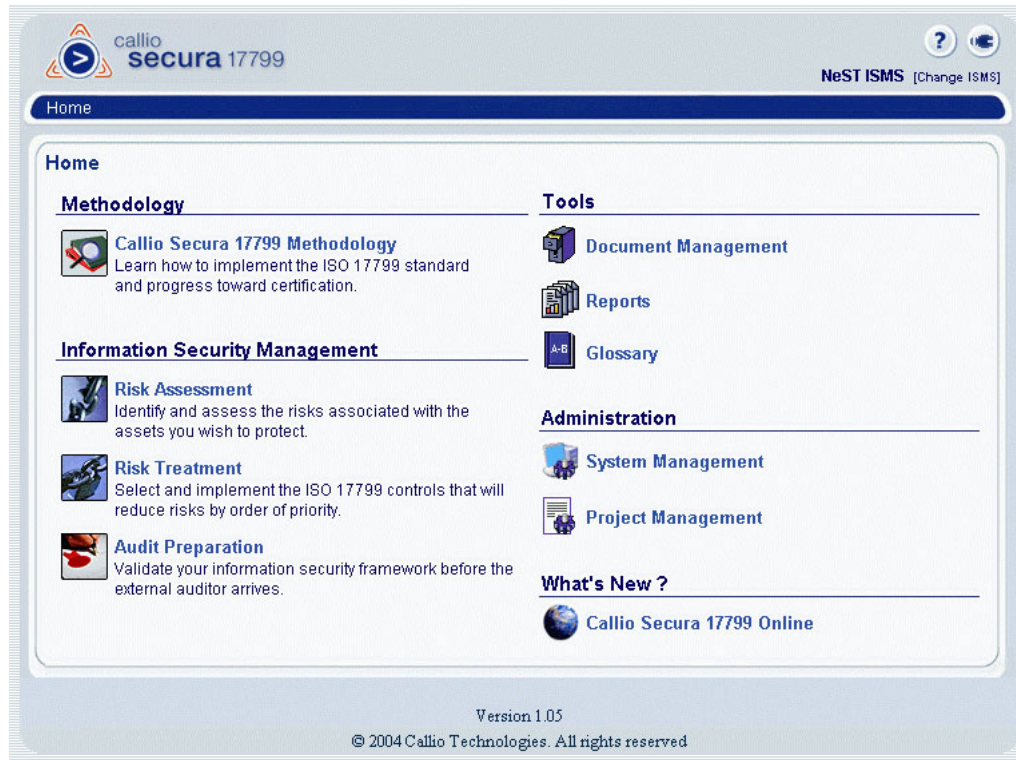 callio
secura 17799
?
NeST ISMS [Change ISMS]
Home
Home
Methodology
Callio Secura 17799 Methodology
Learn how to implement the ISO 17799 standard
and progress toward certification.
Information Security Management
Risk Assessment
Identify and assess the risks associated with the
assets you wish to protect.
Risk Treatment
Select and implement the ISO 17799 controls that will
reduce risks by order of priority.
Audit Preparation
Validate your information security framework before the
external auditor arrives.
Tools
Document Management
Reports
A-B
Glossary
Administration
System Management
Project Management
What's New ?
Callio Secura 17799 Online
Version 1.05
© 2004 Callio Technologies. All rights reserved